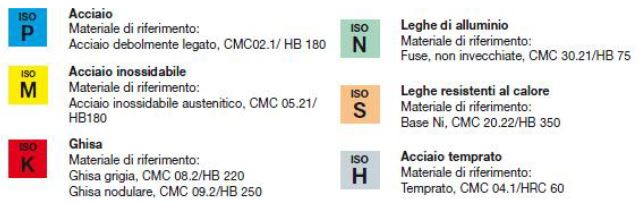 ISO
P
Acciaio
Materiale di riferimento:
Acciaio debolmente legato, CMC02.1/ HB 180
ISO
M
Acciaio inossidabile
Materiale di riferimento:
Acciaio inossidabile austenitico, CMC 05.21/
HB180
ISO
K
Ghisa
Materiale di riferimento:
Ghisa grigia, CMC 08.2/HB 220
Ghisa nodulare, CMC 09.2/HB 250
ISO
N
Leghe di alluminio
Materiale di riferimento:
Fuse, non invecchiate, CMC 30.21/HB 75
ISO
S
Leghe resistenti al calore
Materiale di riferimento:
Base Ni, CMC 20.22/HB 350
ISO
H
Acciaio temprato
Materiale di riferimento:
Temprato, CMC 04.1/HRC 60